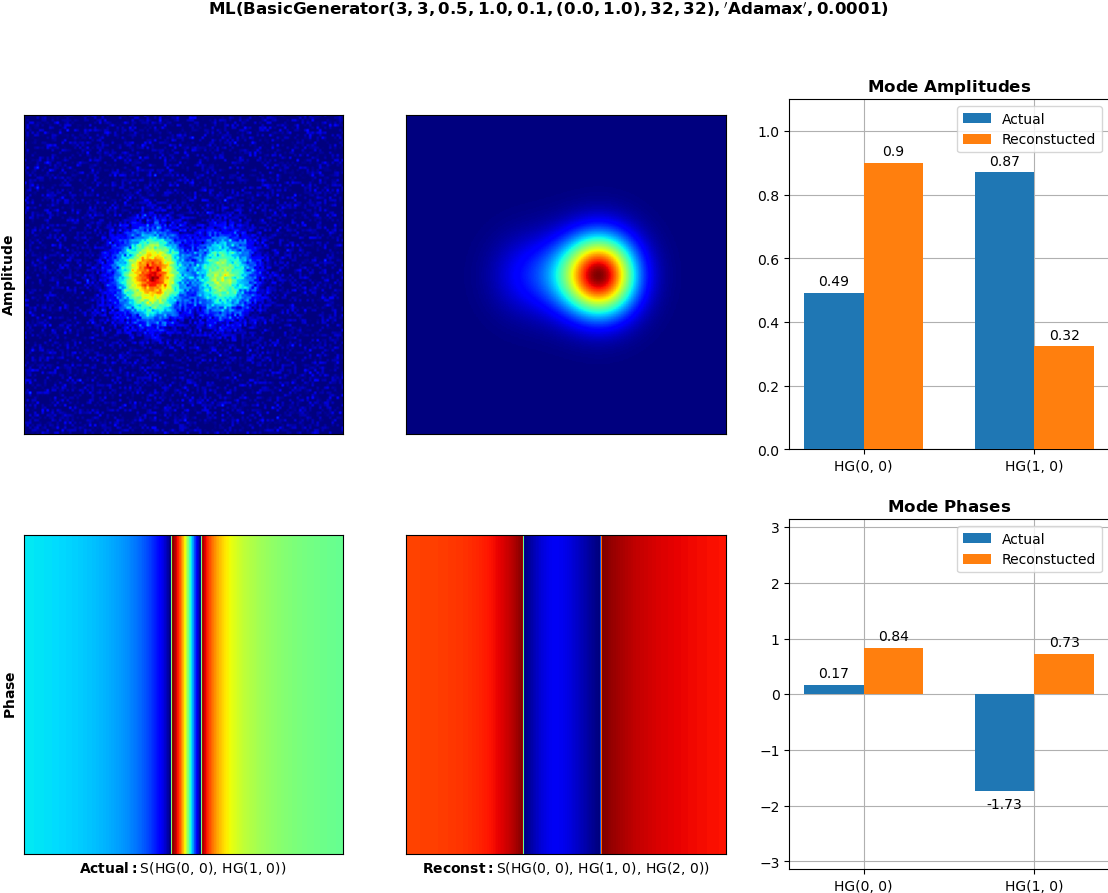 ML(BasicGenerator(3, 3, 0.5, 1.0, 0.1, (0.0, 1.0), 32, 32), ′Adamax′, 0.0001)
Amplitude
Mode Amplitudes
Actual
Reconstucted
1.0
0.8
0.6
0.4
0.2
0.0
0.49
0.9
0.87
0.32
HG(0, 0)
HG(1, 0)
Phase
Actual: S(HG(0, 0), HG(1, 0))
Reconst: S(HG(0, 0), HG(1, 0), HG(2, 0))
Mode Phases
Actual
Reconstucted
3
2
1
0
−1
−2
−3
0.17
0.84
0.73
-1.73
HG(0, 0)
HG(1, 0)